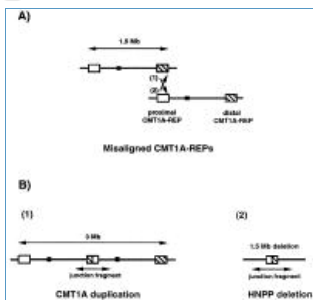 A)
1.5 Mb
(1)
(2)
proximal distal
CMT1A-REP CMT1A-REP
Misaligned CMT1A-REPs
B)
(1) (2)
3 Mb
1.5 Mb deletion
junction fragment junction fragment
CMT1A duplication HNPP deletion